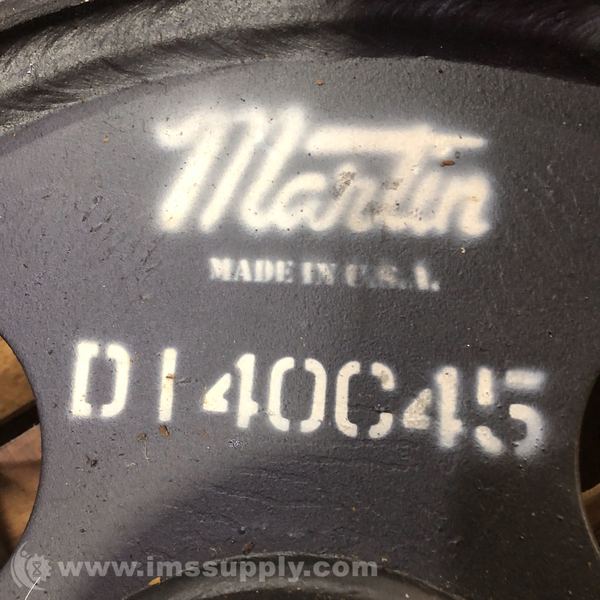 Martin
MADE IN U.S.A.
D140C45
www.imssupply.com